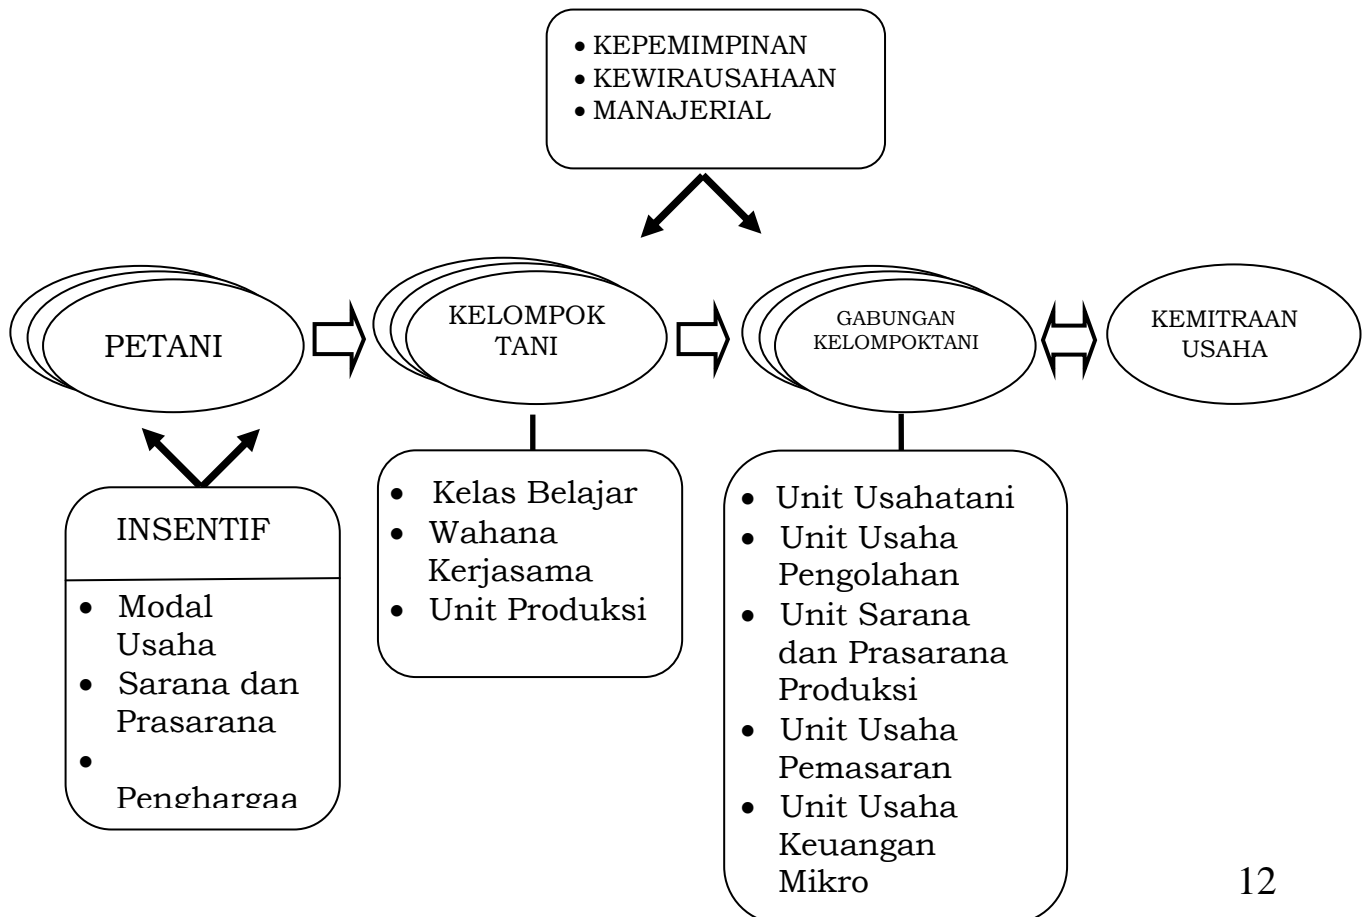 • KEPEMIMPINAN
• KEWIRAUSAHAAN
• MANAJERIAL
PETANI
KELOMPOK
TANI
GABUNGAN
KELOMPOKTANI
KEMITRAAN
USAHA
INSENTIF
• Modal
Usaha
• Sarana dan
Prasarana
•
Penghargaa
• Kelas Belajar
• Wahana
Kerjasama
• Unit Produksi
• Unit Usahatani
• Unit Usaha
Pengolahan
• Unit Sarana
dan Prasarana
Produksi
• Unit Usaha
Pemasaran
• Unit Usaha
Keuangan
Mikro
12